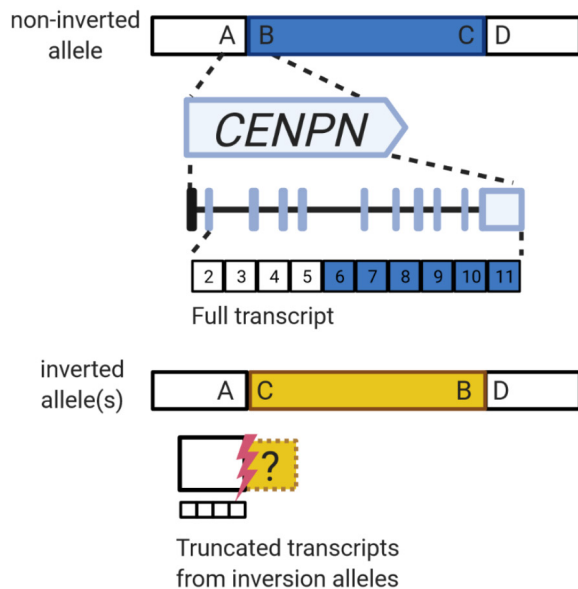 non-inverted
allele
A B C D
CENPN
2 3 4 5 6 7 8 9 10 11
Full transcript
inverted
allele(s)
A C B D
?
Truncated transcripts
from inversion alleles